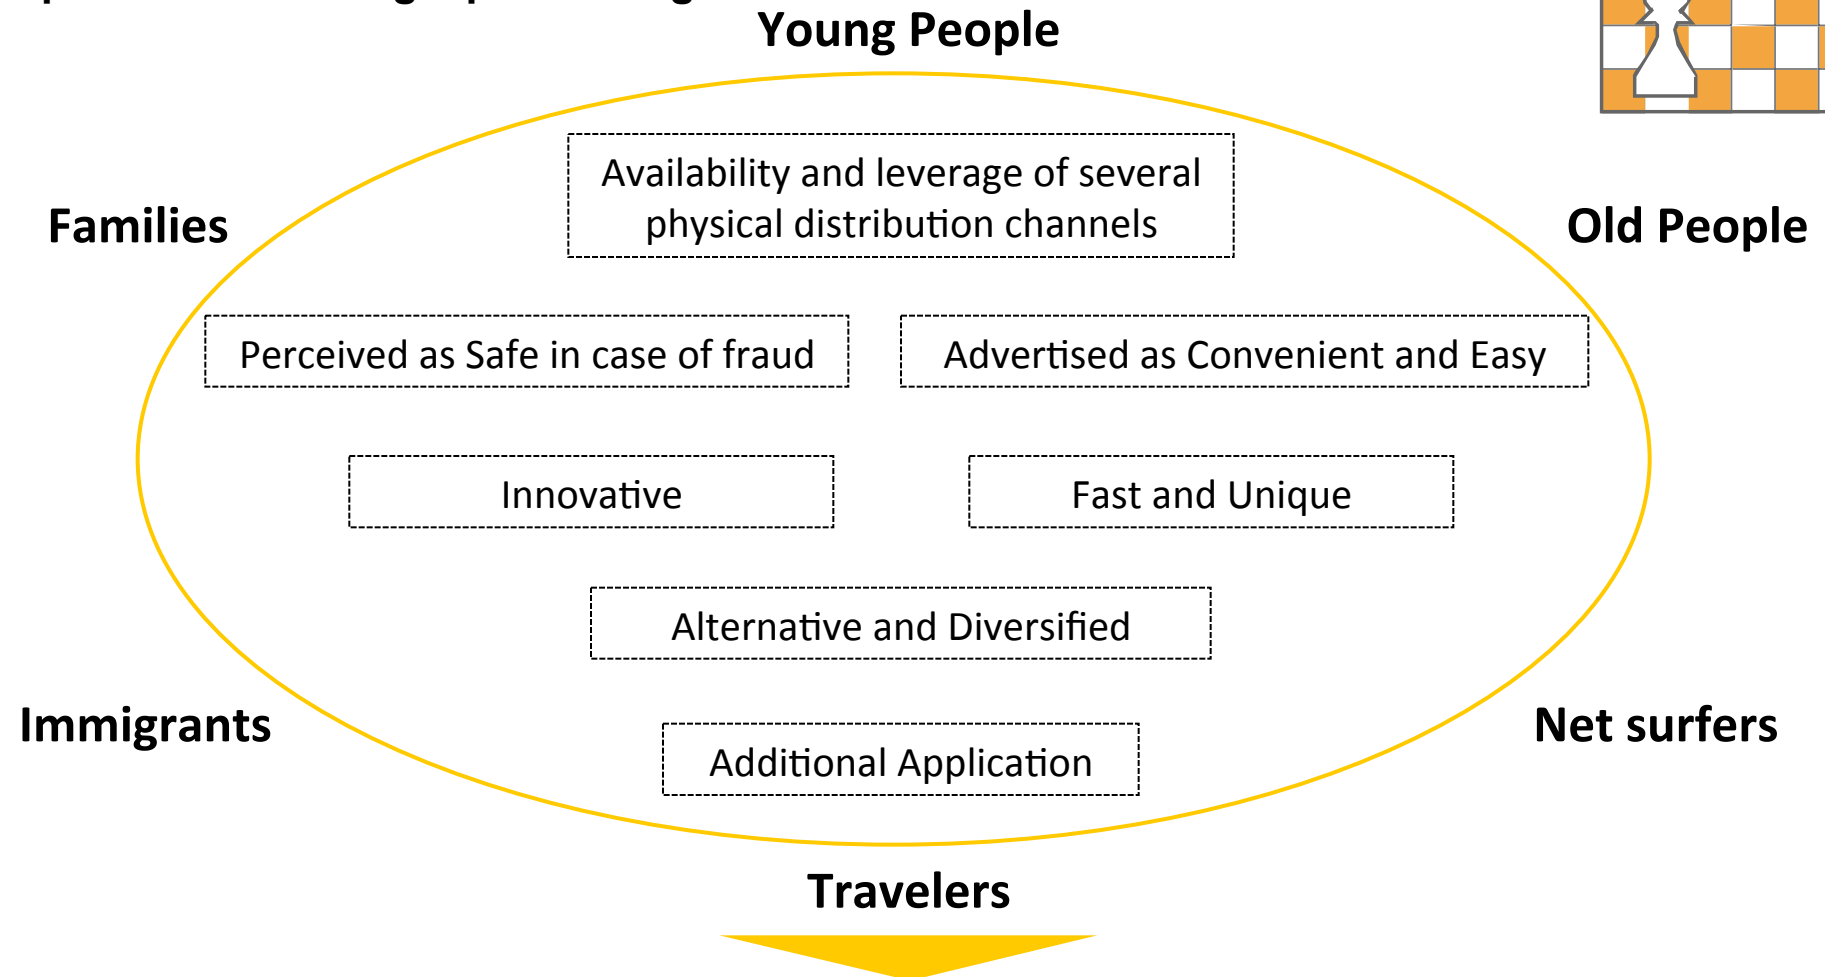 Young People
Families
Old People
Availability and leverage of several
physical distribution channels
Perceived as Safe in case of fraud
Advertised as Convenient and Easy
Innovative
Fast and Unique
Alternative and Diversified
Immigrants
Net surfers
Additional Application
Travelers